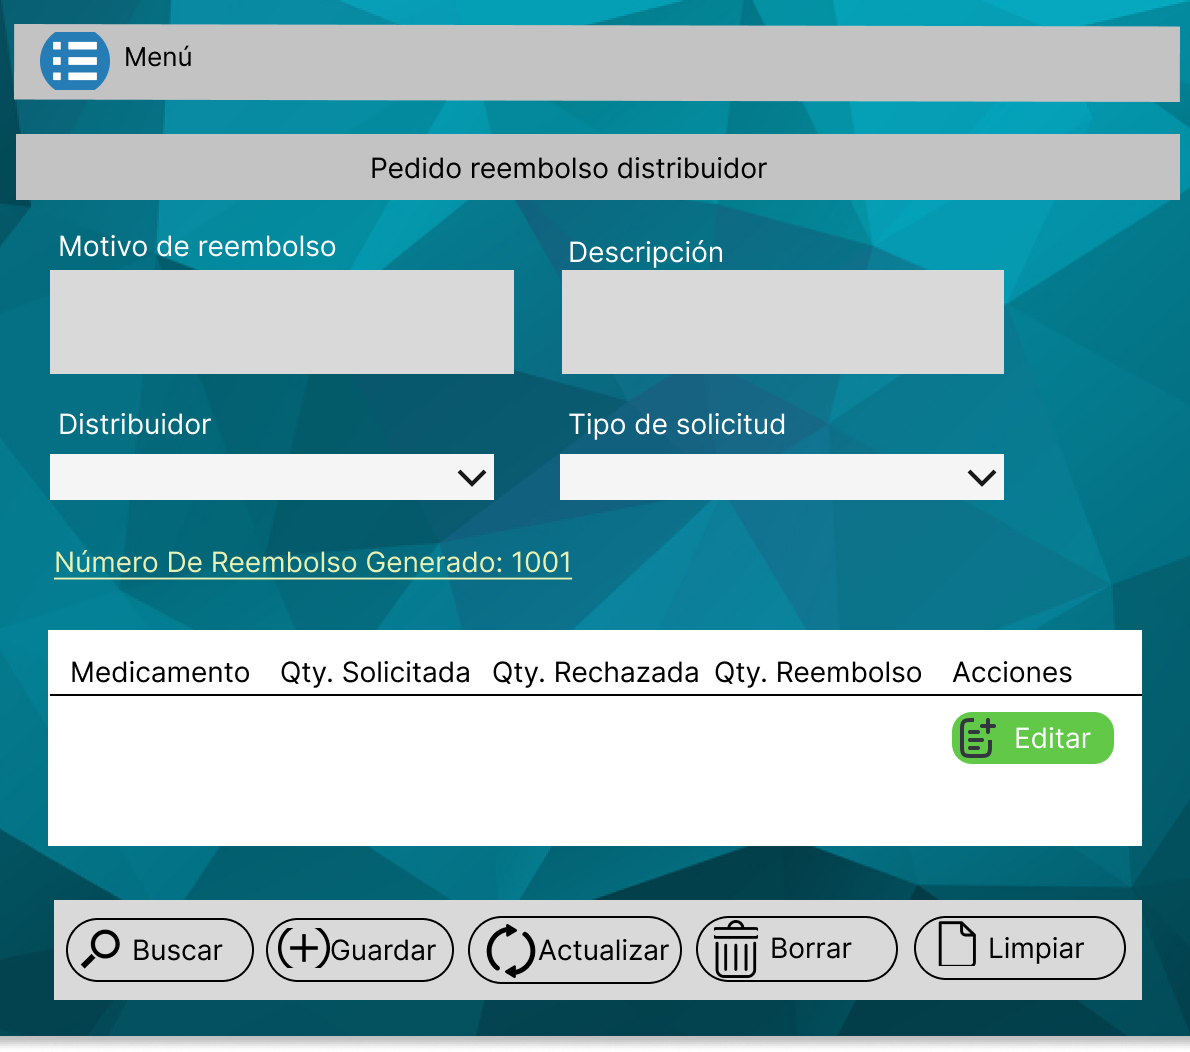 Menú
Pedido reembolso distribuidor
Motivo de reembolso
Descripción
Distribuidor
Tipo de solicitud
Número De Reembolso Generado: 1001
Medicamento Qty. Solicitada Qty. Rechazada Qty. Reembolso Acciones
Editar
Buscar Guardar Actualizar Borrar Limpiar